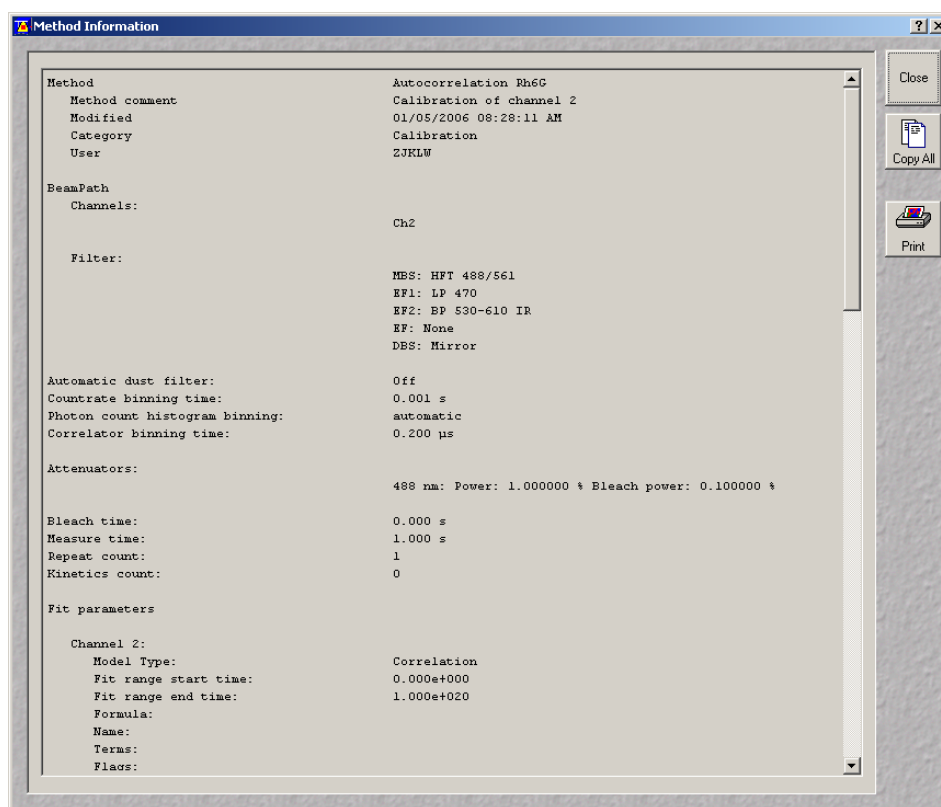 Method Information
Method Autocorrelation Rh6G
Method comment Calibration of channel 2
Modified 01/05/2006 08:28:11 AM
Category Calibration
User ZJKLW
BeamPath
Channels:
Ch2
Filter:
MBS: HFT 488/561
EF1: LP 470
EF2: BP 530-610 IR
EF: None
DBS: Mirror
Automatic dust filter: Off
Countrate binning time: 0.001 s
Photon count histogram binning: automatic
Correlator binning time: 0.200 µs
Attenuators:
488 nm: Power: 1.000000 % Bleach power: 0.100000 %
Bleach time: 0.000 s
Measure time: 1.000 s
Repeat count: 1
Kinetics count: 0
Fit parameters
Channel 2:
Model Type: Correlation
Fit range start time: 0.000e+000
Fit range end time: 1.000e+020
Formula:
Name:
Terms:
Flags:
Close
Copy All
Print